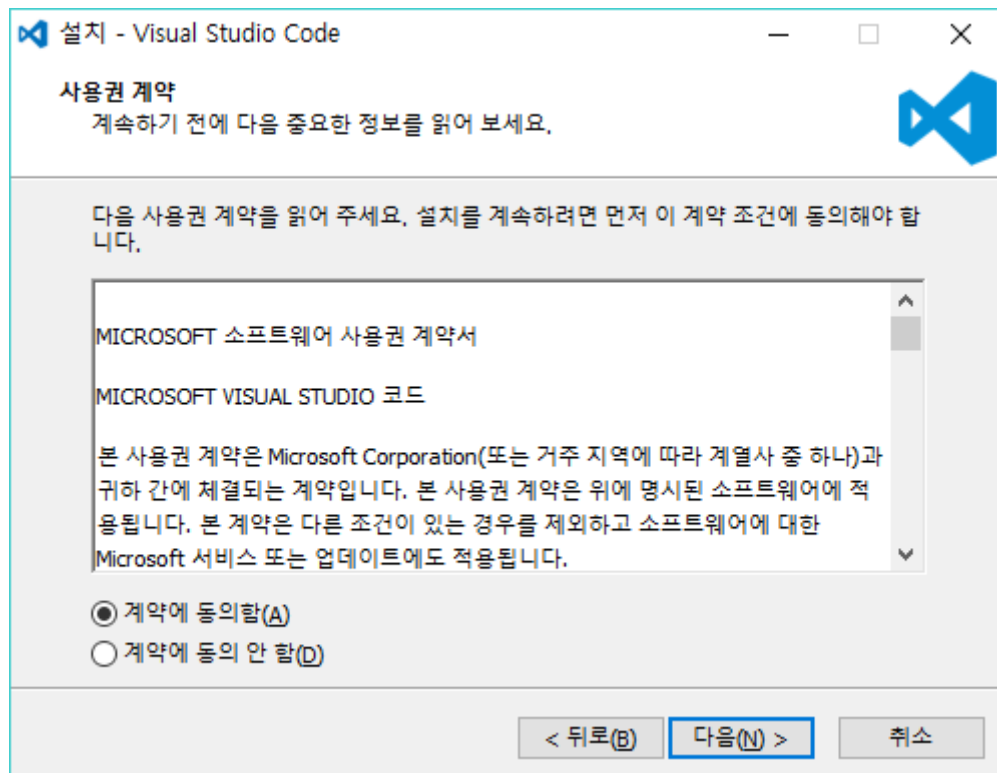 설치 - Visual Studio Code
사용권 계약
계속하기 전에 다음 중요한 정보를 읽어 보세요.
다음 사용권 계약을 읽어 주세요. 설치를 계속하려면 먼저 이 계약 조건에 동의해야 합
니다.
MICROSOFT 소프트웨어 사용권 계약서
MICROSOFT VISUAL STUDIO 코드
본 사용권 계약은 Microsoft Corporation(또는 거주 지역에 따라 계열사 중 하나)과
귀하 간에 체결되는 계약입니다. 본 사용권 계약은 위에 명시된 소프트웨어에 적
용됩니다. 본 계약은 다른 조건이 있는 경우를 제외하고 소프트웨어에 대한
Microsoft 서비스 또는 업데이트에도 적용됩니다.
계약에 동의함(A)
계약에 동의 안 함(D)
< 뒤로(B) 다음(N) > 취소